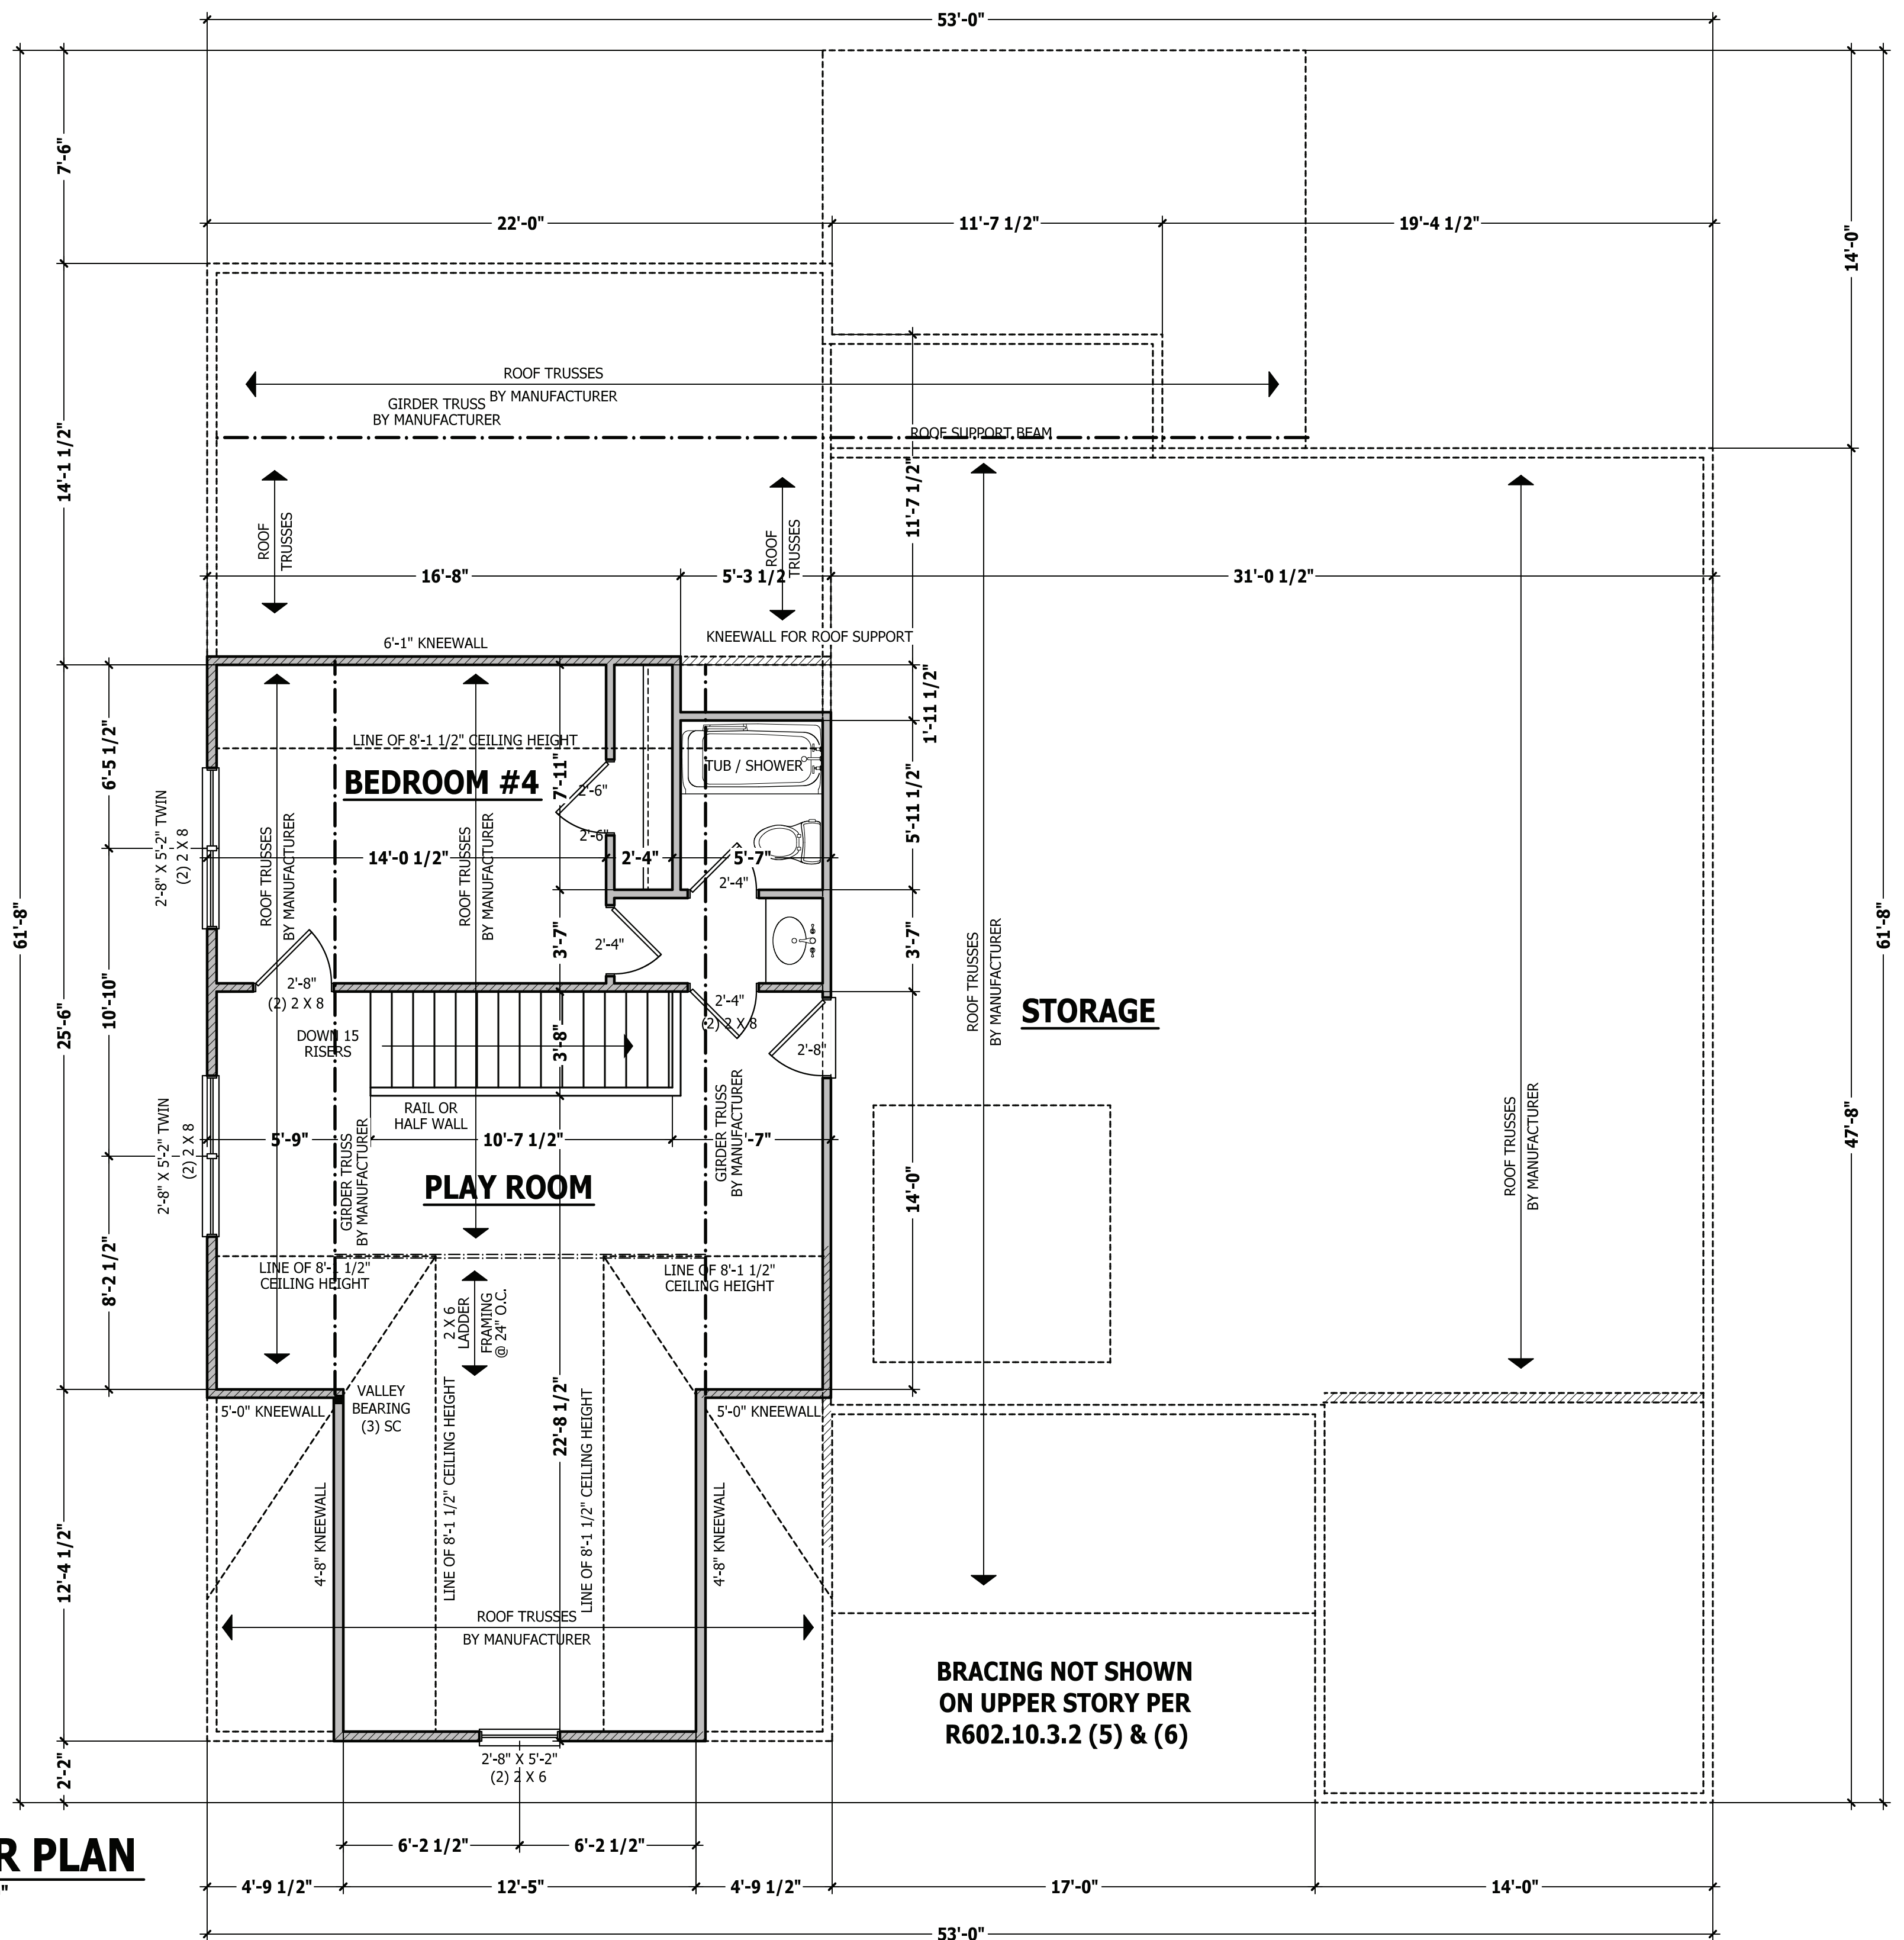 53'-0"
7'-6"
22'-0"
11'-7 1/2"
19'-4 1/2"
14'-0"
ROOF TRUSSES
BY MANUFACTURER
GIRDER TRUSS
BY MANUFACTURER
ROOF SUPPORT BEAM
14'-1 1/2"
11'-7 1/2"
ROOF
TRUSSES
ROOF
TRUSSES
16'-8"
5'-3 1/2
31'-0 1/2"
6'-1" KNEEWALL
KNEEWALL FOR ROOF SUPPORT
1'-11 1/2"
6'-5 1/2"
LINE OF 8'-1 1/2" CEILING HEIGHT
BEDROOM #4
7'-11"
TUB / SHOWER
2'-6"
2'-6"
5'-11 1/2"
2'-8" X 5'-2" TWIN
(2) 2 X 8
ROOF TRUSSES
BY MANUFACTURER
ROOF TRUSSES
BY MANUFACTURER
14'-0 1/2"
2'-4"
5'-7"
2'-4"
61'-8"
61'-8"
3'-7"
2'-4"
3'-7"
2'-8"
(2) 2 X 8
2'-4"
(2) 2 X 8
10'-10"
25'-6"
DOWN 15
RISERS
3'-8"
2'-8"
ROOF TRUSSES
BY MANUFACTURER
STORAGE
RAIL OR
HALF WALL
2'-8" X 5'-2" TWIN
(2) 2 X 8
5'-9"
10'-7 1/2"
'-7"
GIRDER TRUSS
BY MANUFACTURER
GIRDER TRUSS
BY MANUFACTURER
PLAY ROOM
14'-0"
ROOF TRUSSES
BY MANUFACTURER
47'-8"
8'-2 1/2"
LINE OF 8'-1 1/2"
CEILING HEIGHT
LINE OF 8'-1 1/2"
CEILING HEIGHT
2 X 6
LADDER
FRAMING
@ 24" O.C.
5'-0" KNEEWALL
VALLEY
BEARING
(3) SC
5'-0" KNEEWALL
22'-8 1/2"
LINE OF 8'-1 1/2" CEILING HEIGHT
LINE OF 8'-1 1/2" CEILING HEIGHT
4'-8" KNEEWALL
4'-8" KNEEWALL
12'-4 1/2"
ROOF TRUSSES
BY MANUFACTURER
BRACING NOT SHOWN
ON UPPER STORY PER
R602.10.3.2 (5) & (6)
2'-2"
2'-8" X 5'-2"
(2) 2 X 6
6'-2 1/2"
6'-2 1/2"
R PLAN
"
4'-9 1/2"
12'-5"
4'-9 1/2"
17'-0"
14'-0"
53'-0"